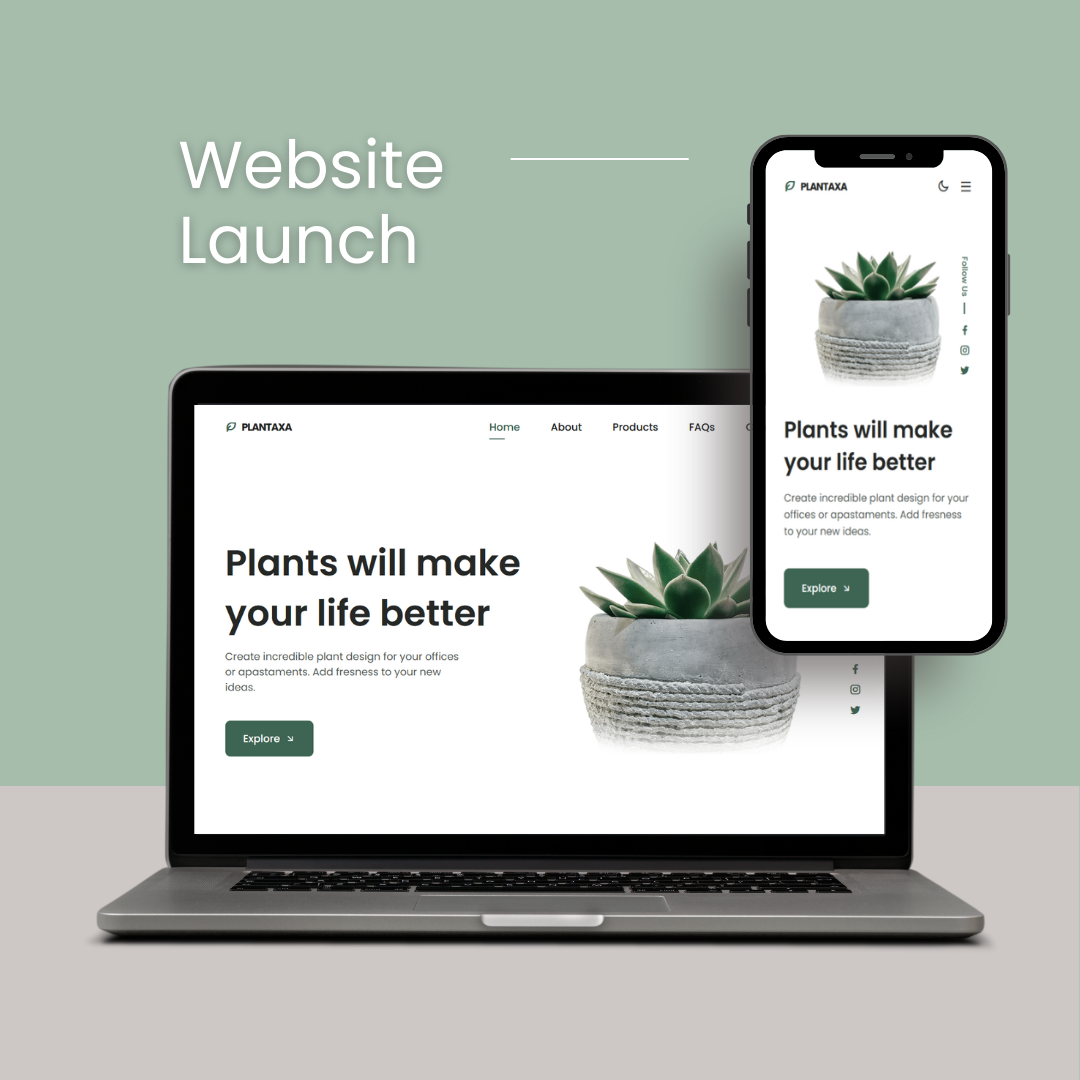 Website
Launch
PLANTAXA
Home About Products FAQs
Plants will make
your life better
Create incredible plant design for your offices
or apastaments. Add fresness to your new
ideas.
Explore
PLANTAXA
Follow Us
Plants will make
your life better
Create incredible plant design for your
offices or apastaments. Add fresness
to your new ideas.
Explore